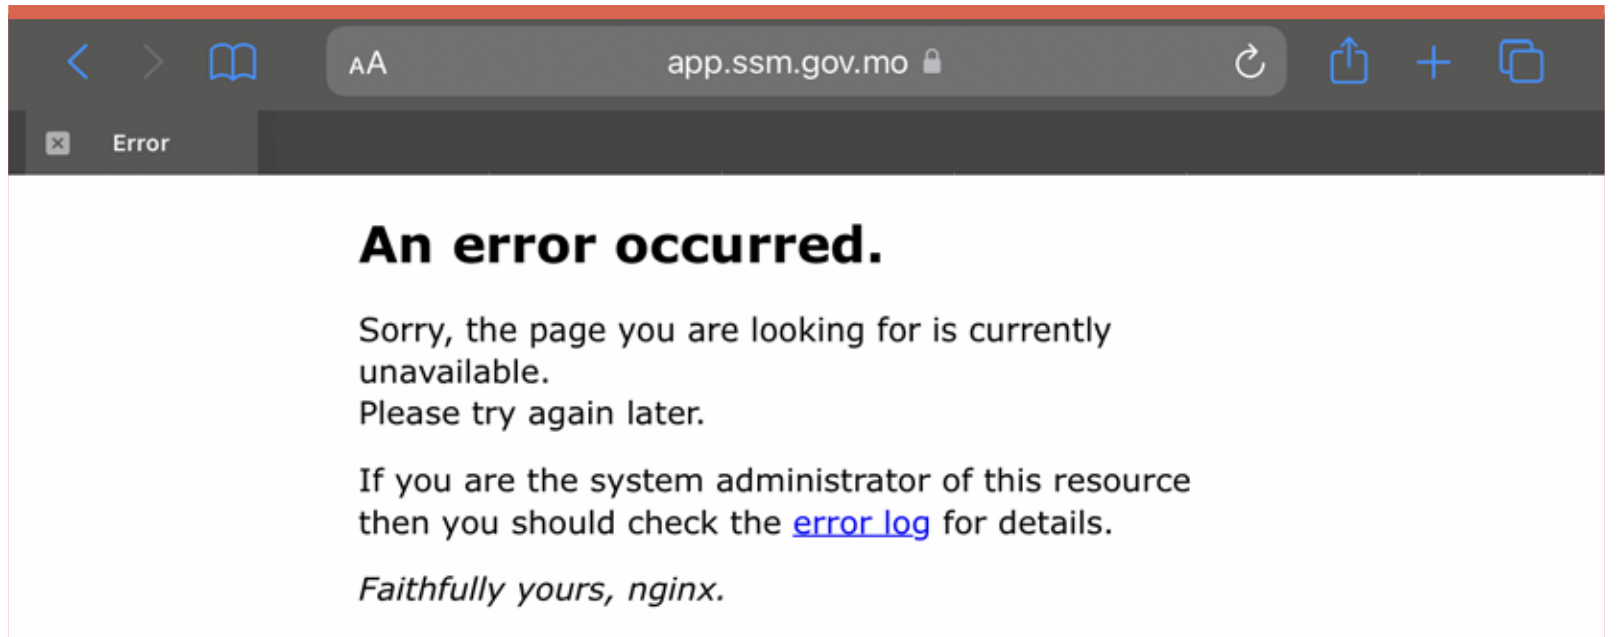 AA
app.ssm.gov.mo
Error
An error occurred.
Sorry, the page you are looking for is currently
unavailable.
Please try again later.
If you are the system administrator of this resource
then you should check the error log for details.
Faithfully yours, nginx.